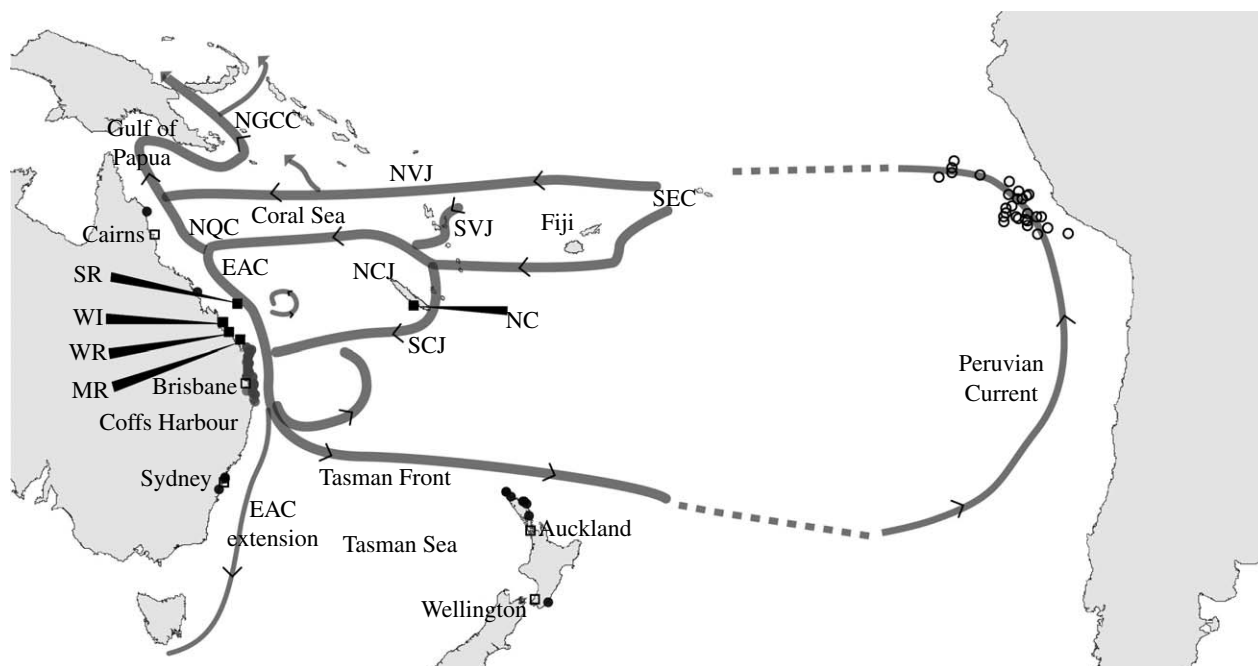 NGCC
Gulf of
Papua
NVJ
SEC
Coral Sea
SVJ
Fiji
NQC
Cairns
EAC
SR
NCJ
WI
NC
WR
SCJ
MR
Brisbane
Peruvian
Current
Coffs Harbour
Sydney
Tasman Front
EAC
extension
Tasman Sea
Auckland
Wellington